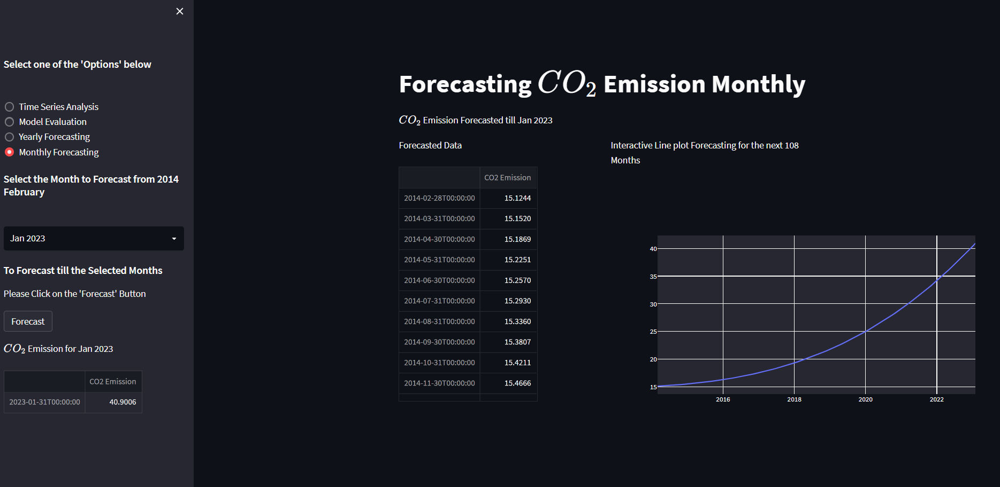 Select one of the 'Options' below
Time Series Analysis
Model Evaluation
Yearly Forecasting
Monthly Forecasting
Select the Month to Forecast from 2014
February
Jan 2023
To Forecast till the Selected Months
Please Click on the 'Forecast' Button
Forecast
CO2 Emission for Jan 2023
CO2 Emission
2023-01-31T00:00:00 40.9006
Forecasting CO2 Emission Monthly
CO2 Emission Forecasted till Jan 2023
Forecasted Data
CO2 Emission
2014-02-28T00:00:00 15.1244
2014-03-31T00:00:00 15.1520
2014-04-30T00:00:00 15.1869
2014-05-31T00:00:00 15.2251
2014-06-30T00:00:00 15.2570
2014-07-31T00:00:00 15.2930
2014-08-31T00:00:00 15.3360
2014-09-30T00:00:00 15.3807
2014-10-31T00:00:00 15.4211
2014-11-30T00:00:00 15.4666
Interactive Line plot Forecasting for the next 108
Months
40
35
30
25
20
15
2016 2018 2020 2022